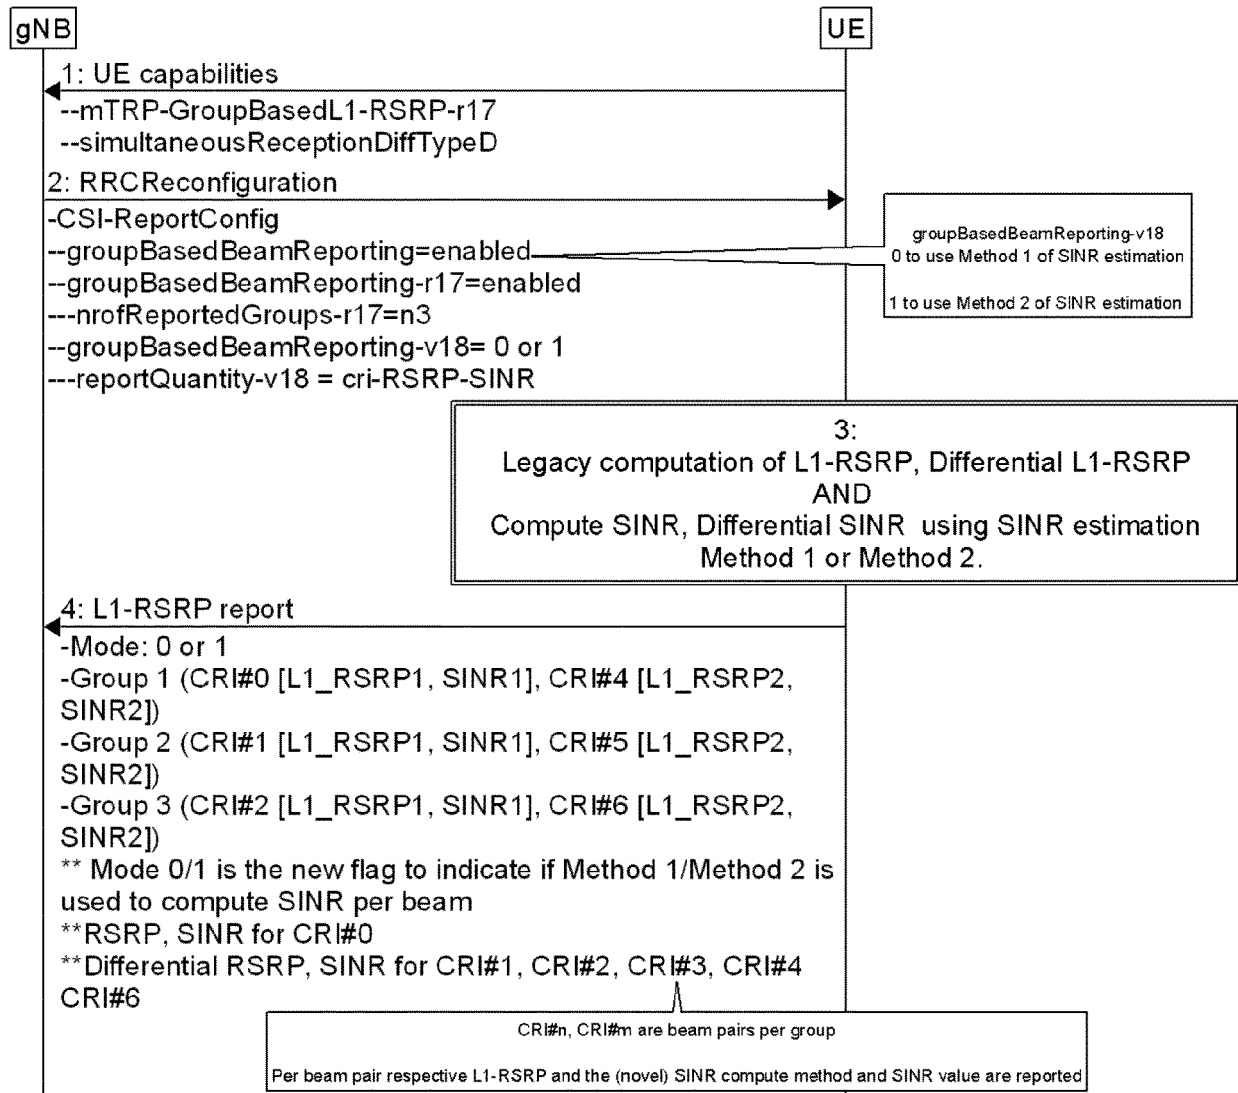 gNB
UE
1: UE capabilities
--mTRP-GroupBasedL1-RSRP-r17
--simultaneousReceptionDiffTypeD
2: RRCReconfiguration
-CSI-ReportConfig
--groupBasedBeamReporting=enabled
--groupBasedBeamReporting-r17=enabled
---nrofReportedGroups-r17=n3
--groupBasedBeamReporting-v18= 0 or 1
---reportQuantity-v18 = cri-RSRP-SINR
groupBasedBeamReporting-v18
0 to use Method 1 of SINR estimation
1 to use Method 2 of SINR estimation
3:
Legacy computation of L1-RSRP, Differential L1-RSRP
AND
Compute SINR, Differential SINR using SINR estimation
Method 1 or Method 2.
4: L1-RSRP report
-Mode: 0 or 1
-Group 1 (CRI#0 [L1_RSRP1, SINR1], CRI#4 [L1_RSRP2,
SINR2])
-Group 2 (CRI#1 [L1_RSRP1, SINR1], CRI#5 [L1_RSRP2,
SINR2])
-Group 3 (CRI#2 [L1_RSRP1, SINR1], CRI#6 [L1_RSRP2,
SINR2])
** Mode 0/1 is the new flag to indicate if Method 1/Method 2 is
used to compute SINR per beam
**RSRP, SINR for CRI#0
**Differential RSRP, SINR for CRI#1, CRI#2, CRI#3, CRI#4
CRI#6
CRI#n, CRI#m are beam pairs per group
Per beam pair respective L1-RSRP and the (novel) SINR compute method and SINR value are reported